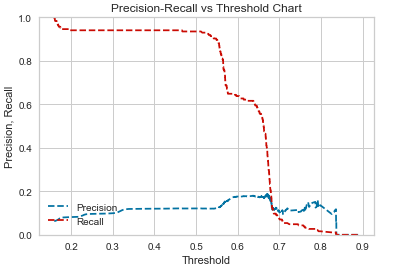 Precision-Recall vs Threshold Chart
1.0
0.8
0.6
0.4
0.2
0.0
Precision, Recall
Precision
Recall
0.2 0.3 0.4 0.5 0.6 0.7 0.8 0.9
Threshold